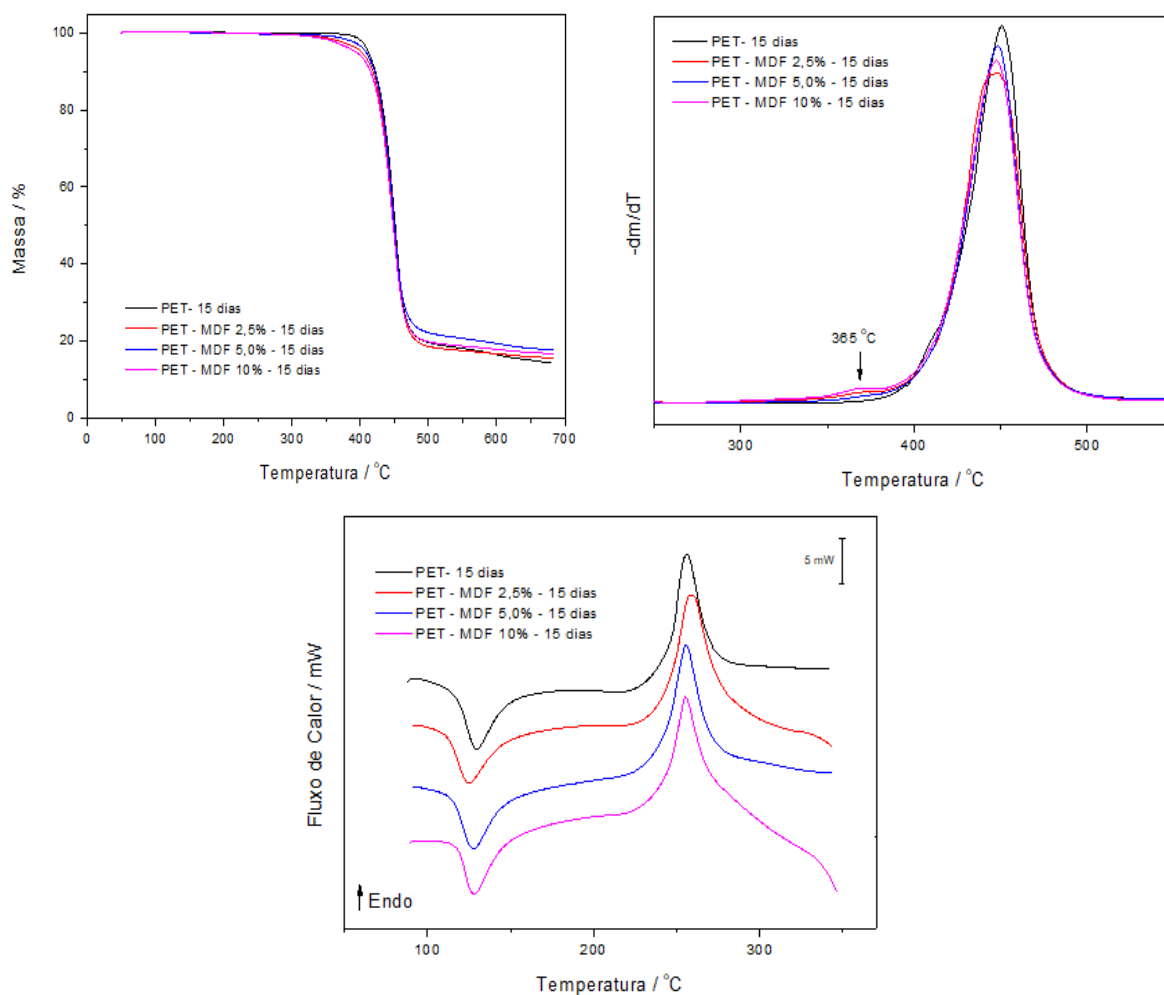 100
80
60
40
20
0
Massa / %
PET- 15 dias
PET - MDF 2,5% - 15 dias
PET - MDF 5,0% - 15 dias
PET - MDF 10% - 15 dias
0 100 200 300 400 500 600 700
Temperatura / °C
PET- 15 dias
PET - MDF 2,5% - 15 dias
PET - MDF 5,0% - 15 dias
PET - MDF 10% - 15 dias
-dm/dT
365 °C
300 400 500
Temperatura / °C
5 mW
PET- 15 dias
PET - MDF 2,5% - 15 dias
PET - MDF 5,0% - 15 dias
PET - MDF 10% - 15 dias
Fluxo de Calor / mW
Endo
100 200 300
Temperatura / °C